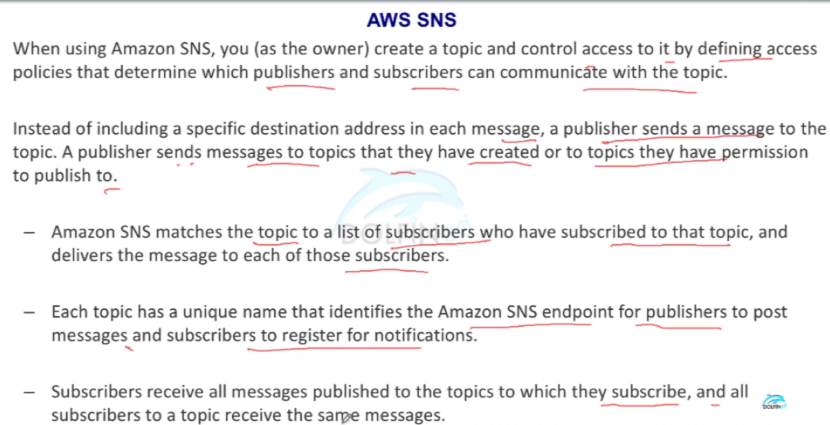 AWS SNS
When using Amazon SNS, you (as the owner) create a topic and control access to it by defining access
policies that determine which publishers and subscribers can communicate with the topic.
Instead of including a specific destination address in each message, a publisher sends a message to the
topic. A publisher sends messages to topics that they have created or to topics they have permission
to publish to.
DOLFIN
– Amazon SNS matches the topic to a list of subscribers who have subscribed to that topic, and
delivers the message to each of those subscribers.
– Each topic has a unique name that identifies the Amazon SNS endpoint for publishers to post
messages and subscribers to register for notifications.
– Subscribers receive all messages published to the topics to which they subscribe, and all
subscribers to a topic receive the same messages.
DOLFIN